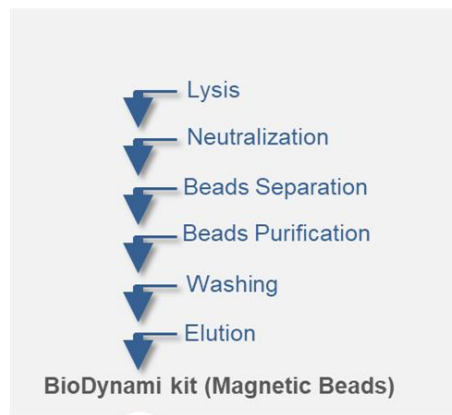 Lysis
Neutralization
Beads Separation
Beads Purification
Washing
Elution
BioDynami kit (Magnetic Beads)